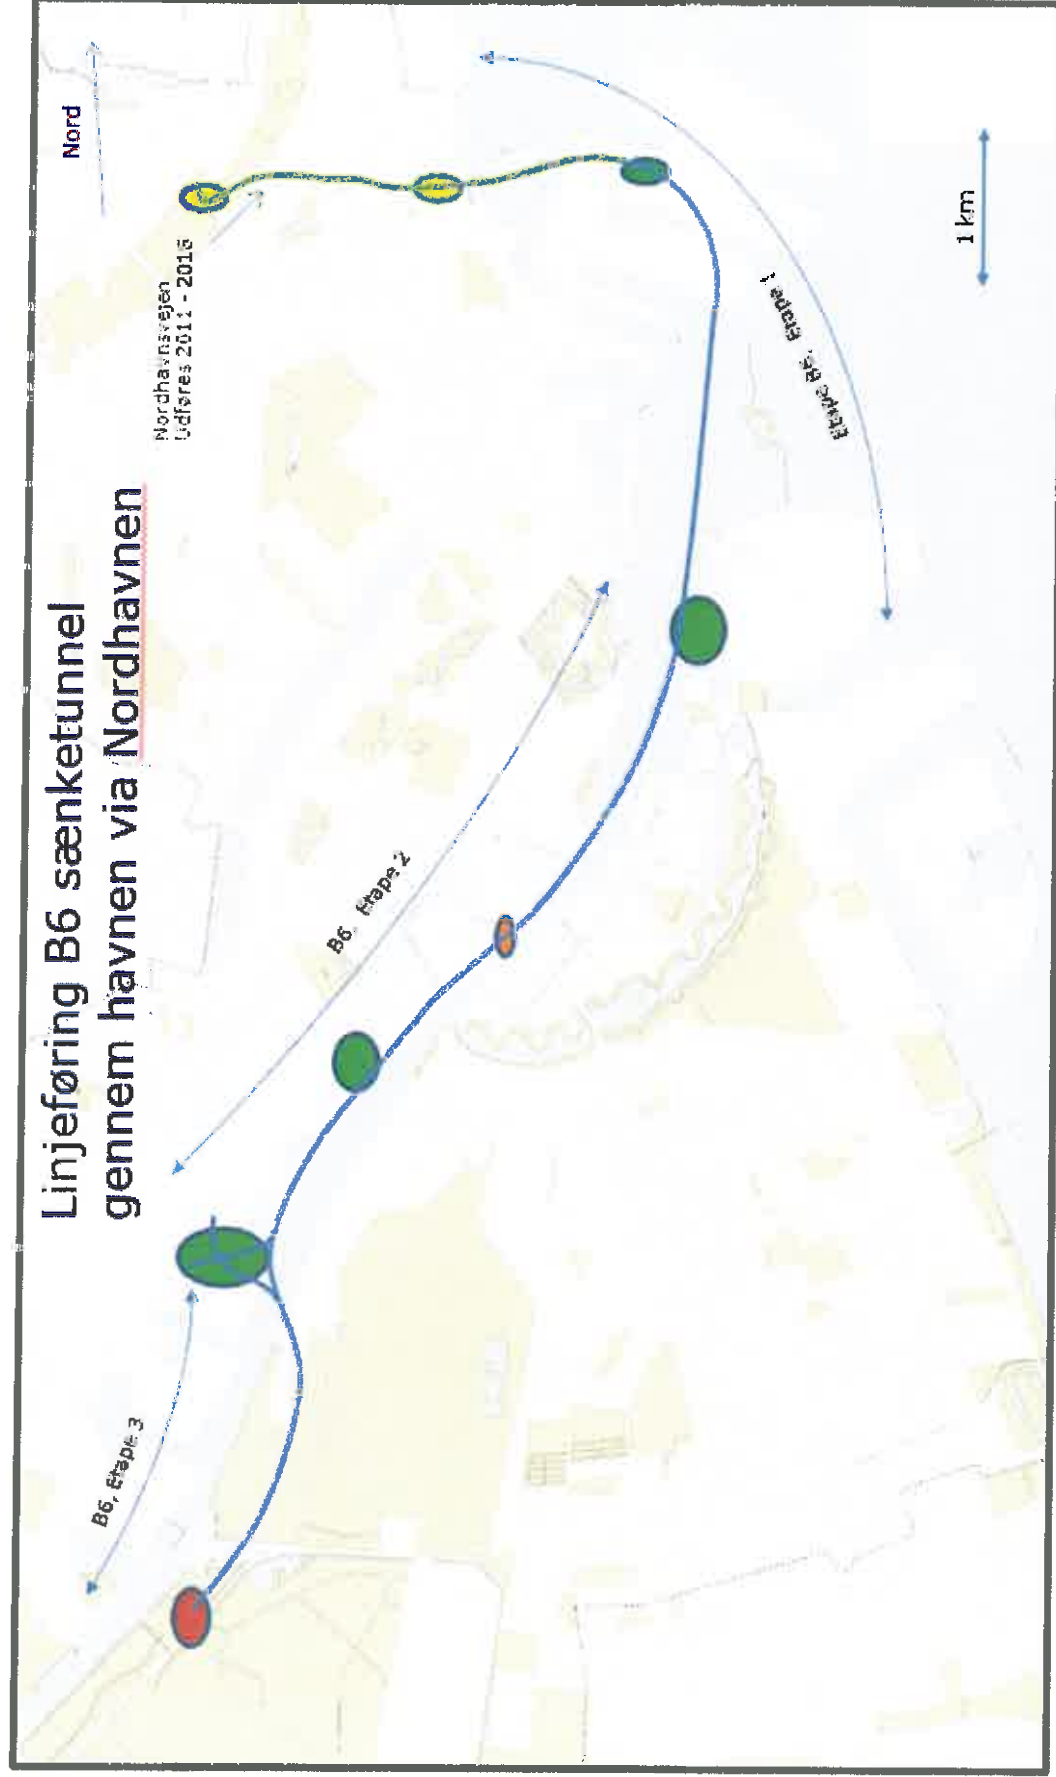 Linjeføring B6 sænketunnel
gennem havnen via Nordhavnen
Nord
Nordhavnsvejen
Udføres 2011 - 2015
B6, Etape 3
B6, Etape 2
Etape B6, Etape 1
1 km